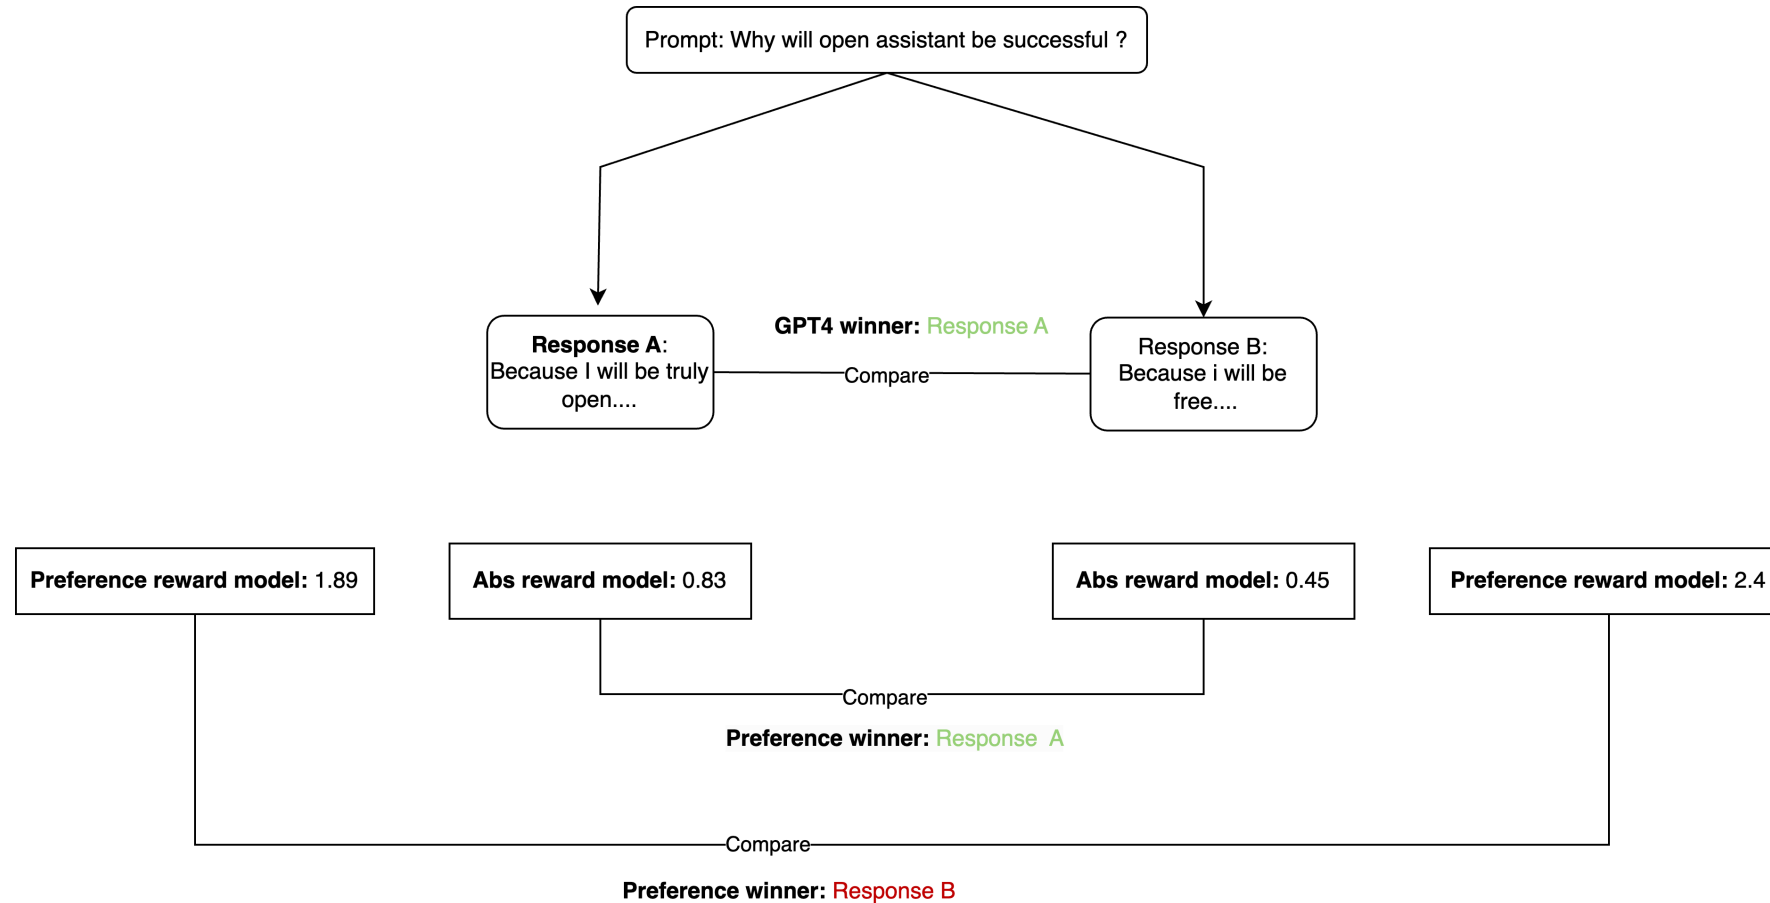 Prompt: Why will open assistant be successful ?
GPT4 winner: Response A
Response A:
Because I will be truly
open....
Compare
Response B:
Because i will be
free....
Preference reward model: 1.89
Abs reward model: 0.83
Abs reward model: 0.45
Preference reward model: 2.4
Compare
Preference winner: Response A
Compare
Preference winner: Response B